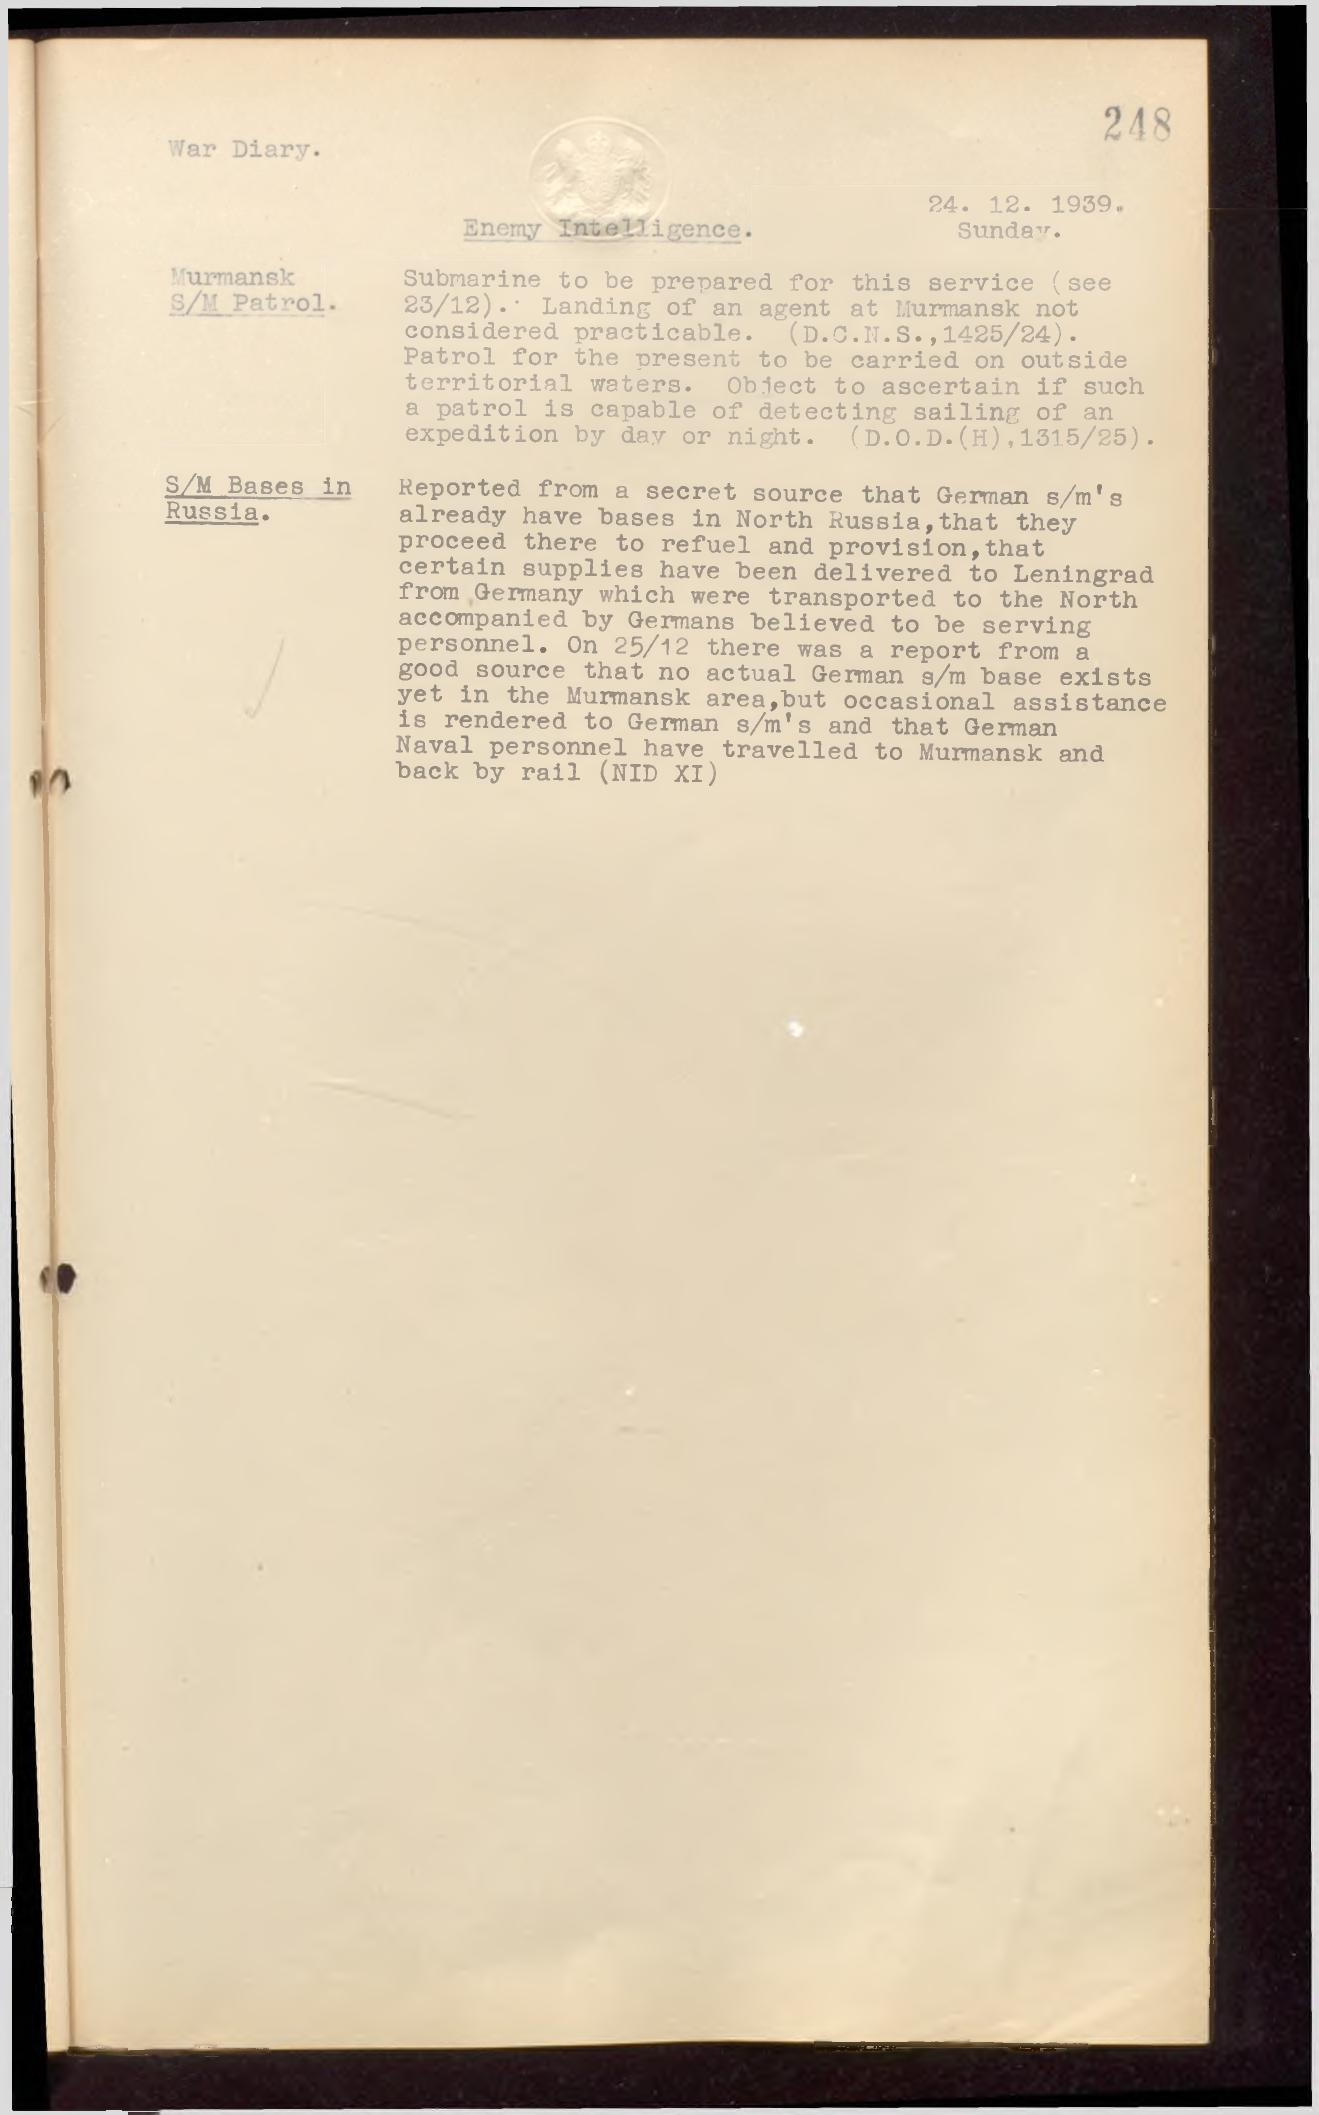 248
War Diary.
24. 12. 1939.
Sunday.
Enemy Intelligence.
Murmansk
S/M Patrol.
Submarine to be prepared for this service (see
23/12). Landing of an agent at Murmansk not
considered practicable. (D.C.N.S.,1425/24).
Patrol for the present to be carried on outside
territorial waters. Object to ascertain if such
a patrol is capable of detecting sailing of an
expedition by day or night. (D.O.D.(H),1315/25).
S/M Bases in
Russia.
Reported from a secret source that German s/m's
already have bases in North Russia,that they
proceed there to refuel and provision,that
certain supplies have been delivered to Leningrad
from Germany which were transported to the North
accompanied by Germans believed to be serving
personnel. On 25/12 there was a report from a
good source that no actual German s/m base exists
yet in the Murmansk area,but occasional assistance
is rendered to German s/m's and that German
Naval personnel have travelled to Murmansk and
back by rail (NID XI)